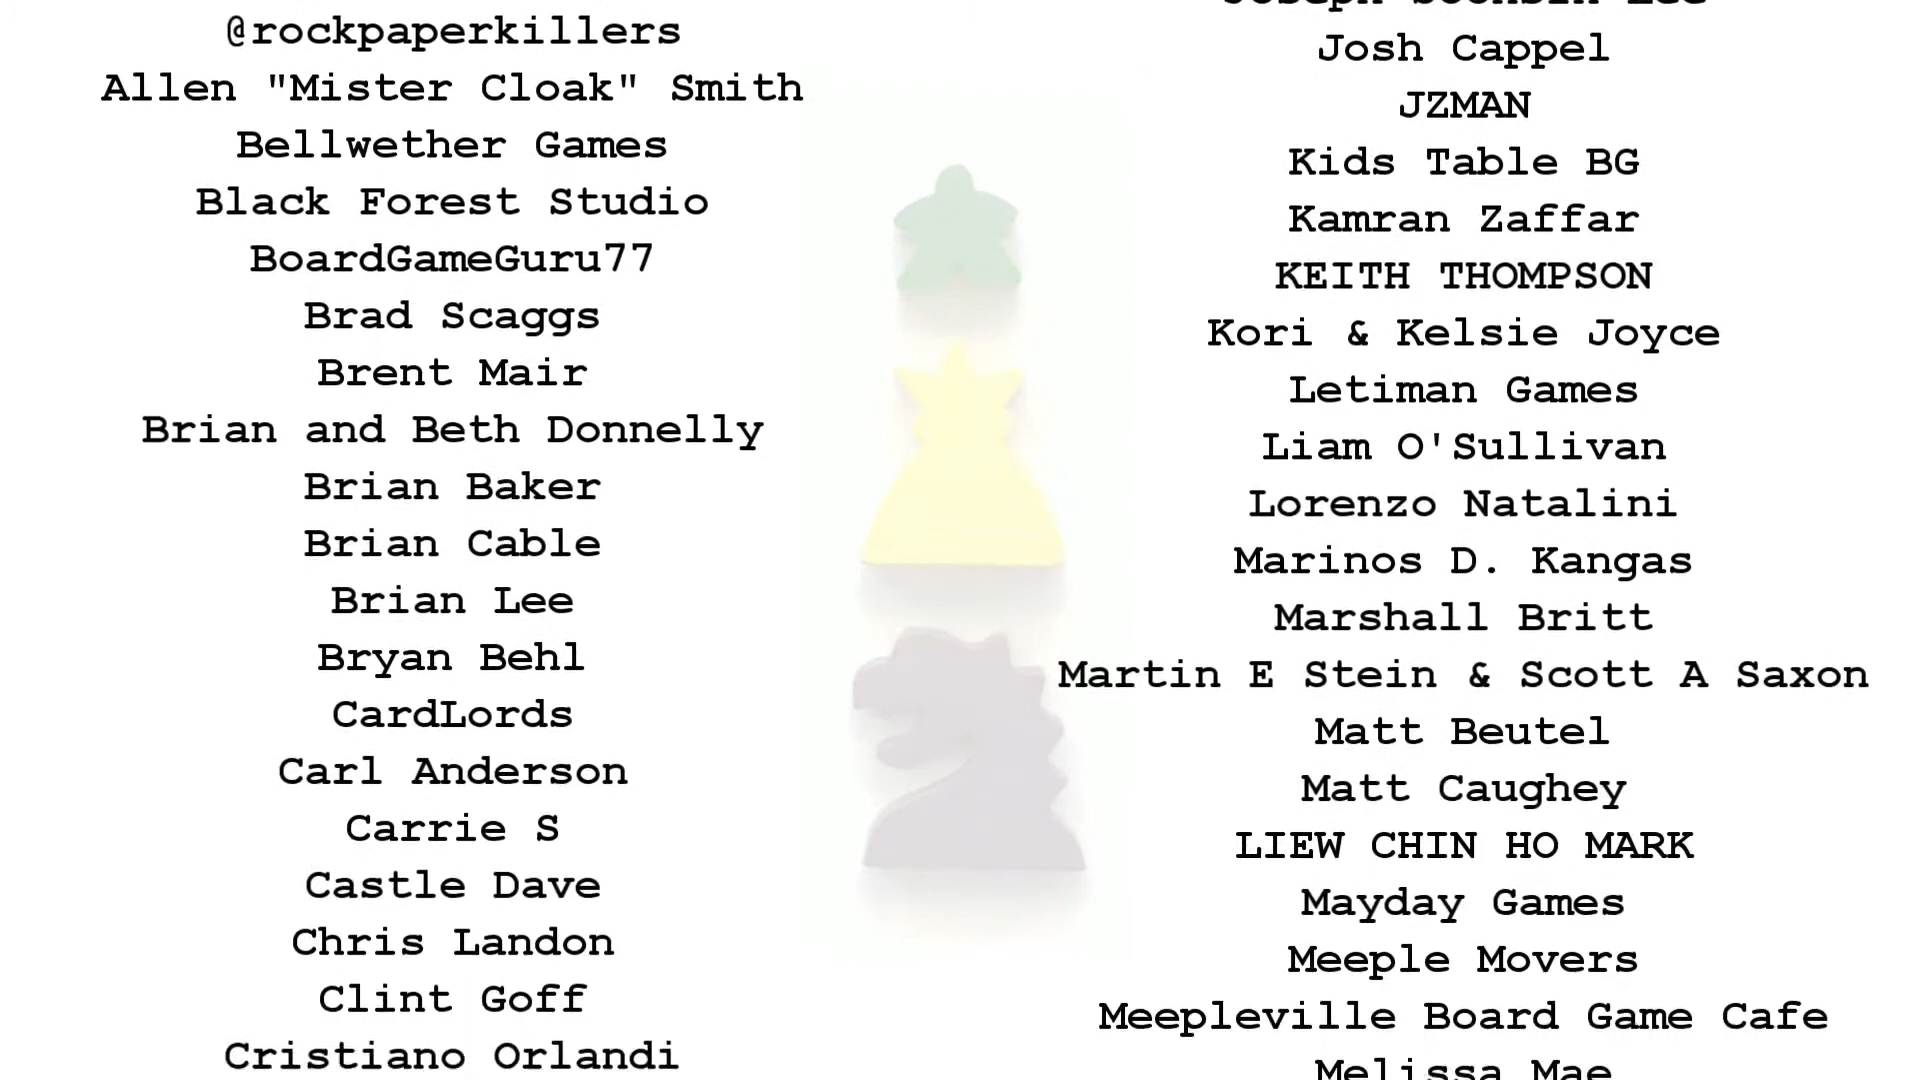 @rockpaperkillers
Allen "Mister Cloak" Smith
Bellwether Games
Black Forest Studio
BoardGameGuru77
Brad Scaggs
Brent Mair
Brian and Beth Donnelly
Brian Baker
Brian Cable
Brian Lee
Bryan Behl
CardLords
Carl Anderson
Carrie S
Castle Dave
Chris Landon
Clint Goff
Cristiano Orlandi
Josh Cappel
JZMAN
Kids Table BG
Kamran Zaffar
KEITH THOMPSON
Kori & Kelsie Joyce
Letiman Games
Liam O'Sullivan
Lorenzo Natalini
Marinos D. Kangas
Marshall Britt
Martin E Stein & Scott A Saxon
Matt Beutel
Matt Caughey
LIEW CHIN HO MARK
Mayday Games
Meeple Movers
Meepleville Board Game Cafe
Melissa Mae